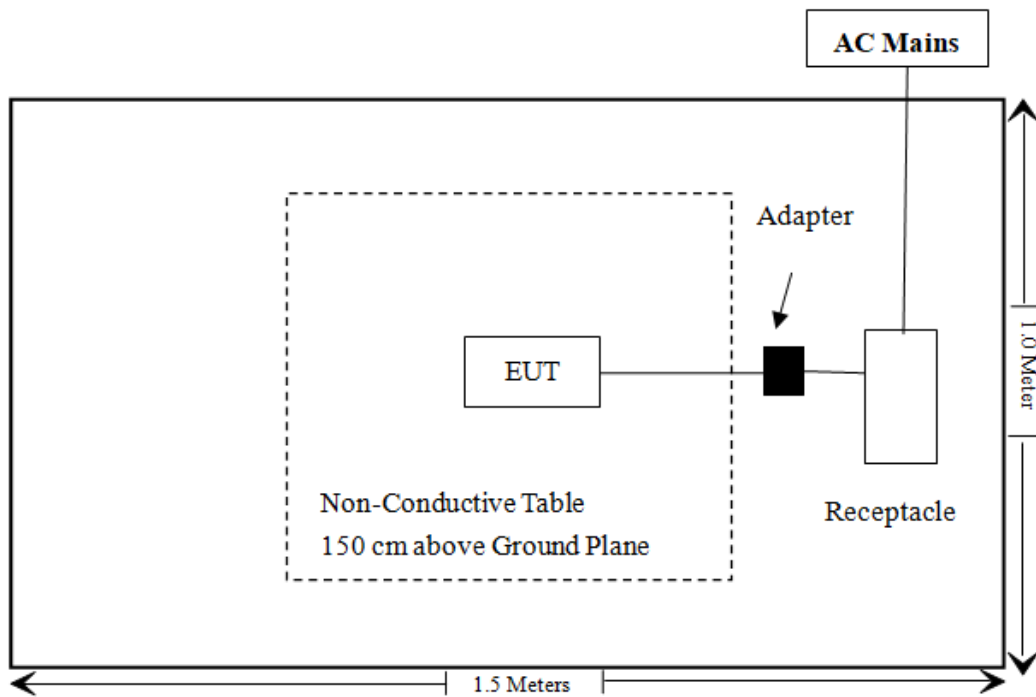 AC Mains
Adapter
EUT
1.0 Meter
Non-Conductive Table
150 cm above Ground Plane
Receptacle
1.5 Meters